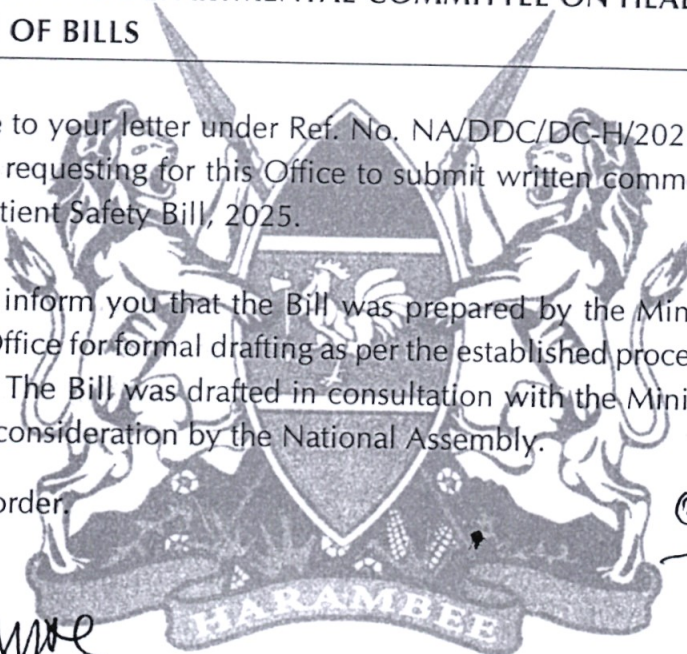 COMMITTEE ON
OF BILLS
to your letter under Ref. No. NA/DDC/DC-H/202
requesting for this Office to submit written comm
tient Safety Bill, 2025.
inform you that the Bill was prepared by the Min
ffice for formal drafting as per the established proce
The Bill was drafted in consultation with the Mini
consideration by the National Assembly.
order.
HARAMBEE